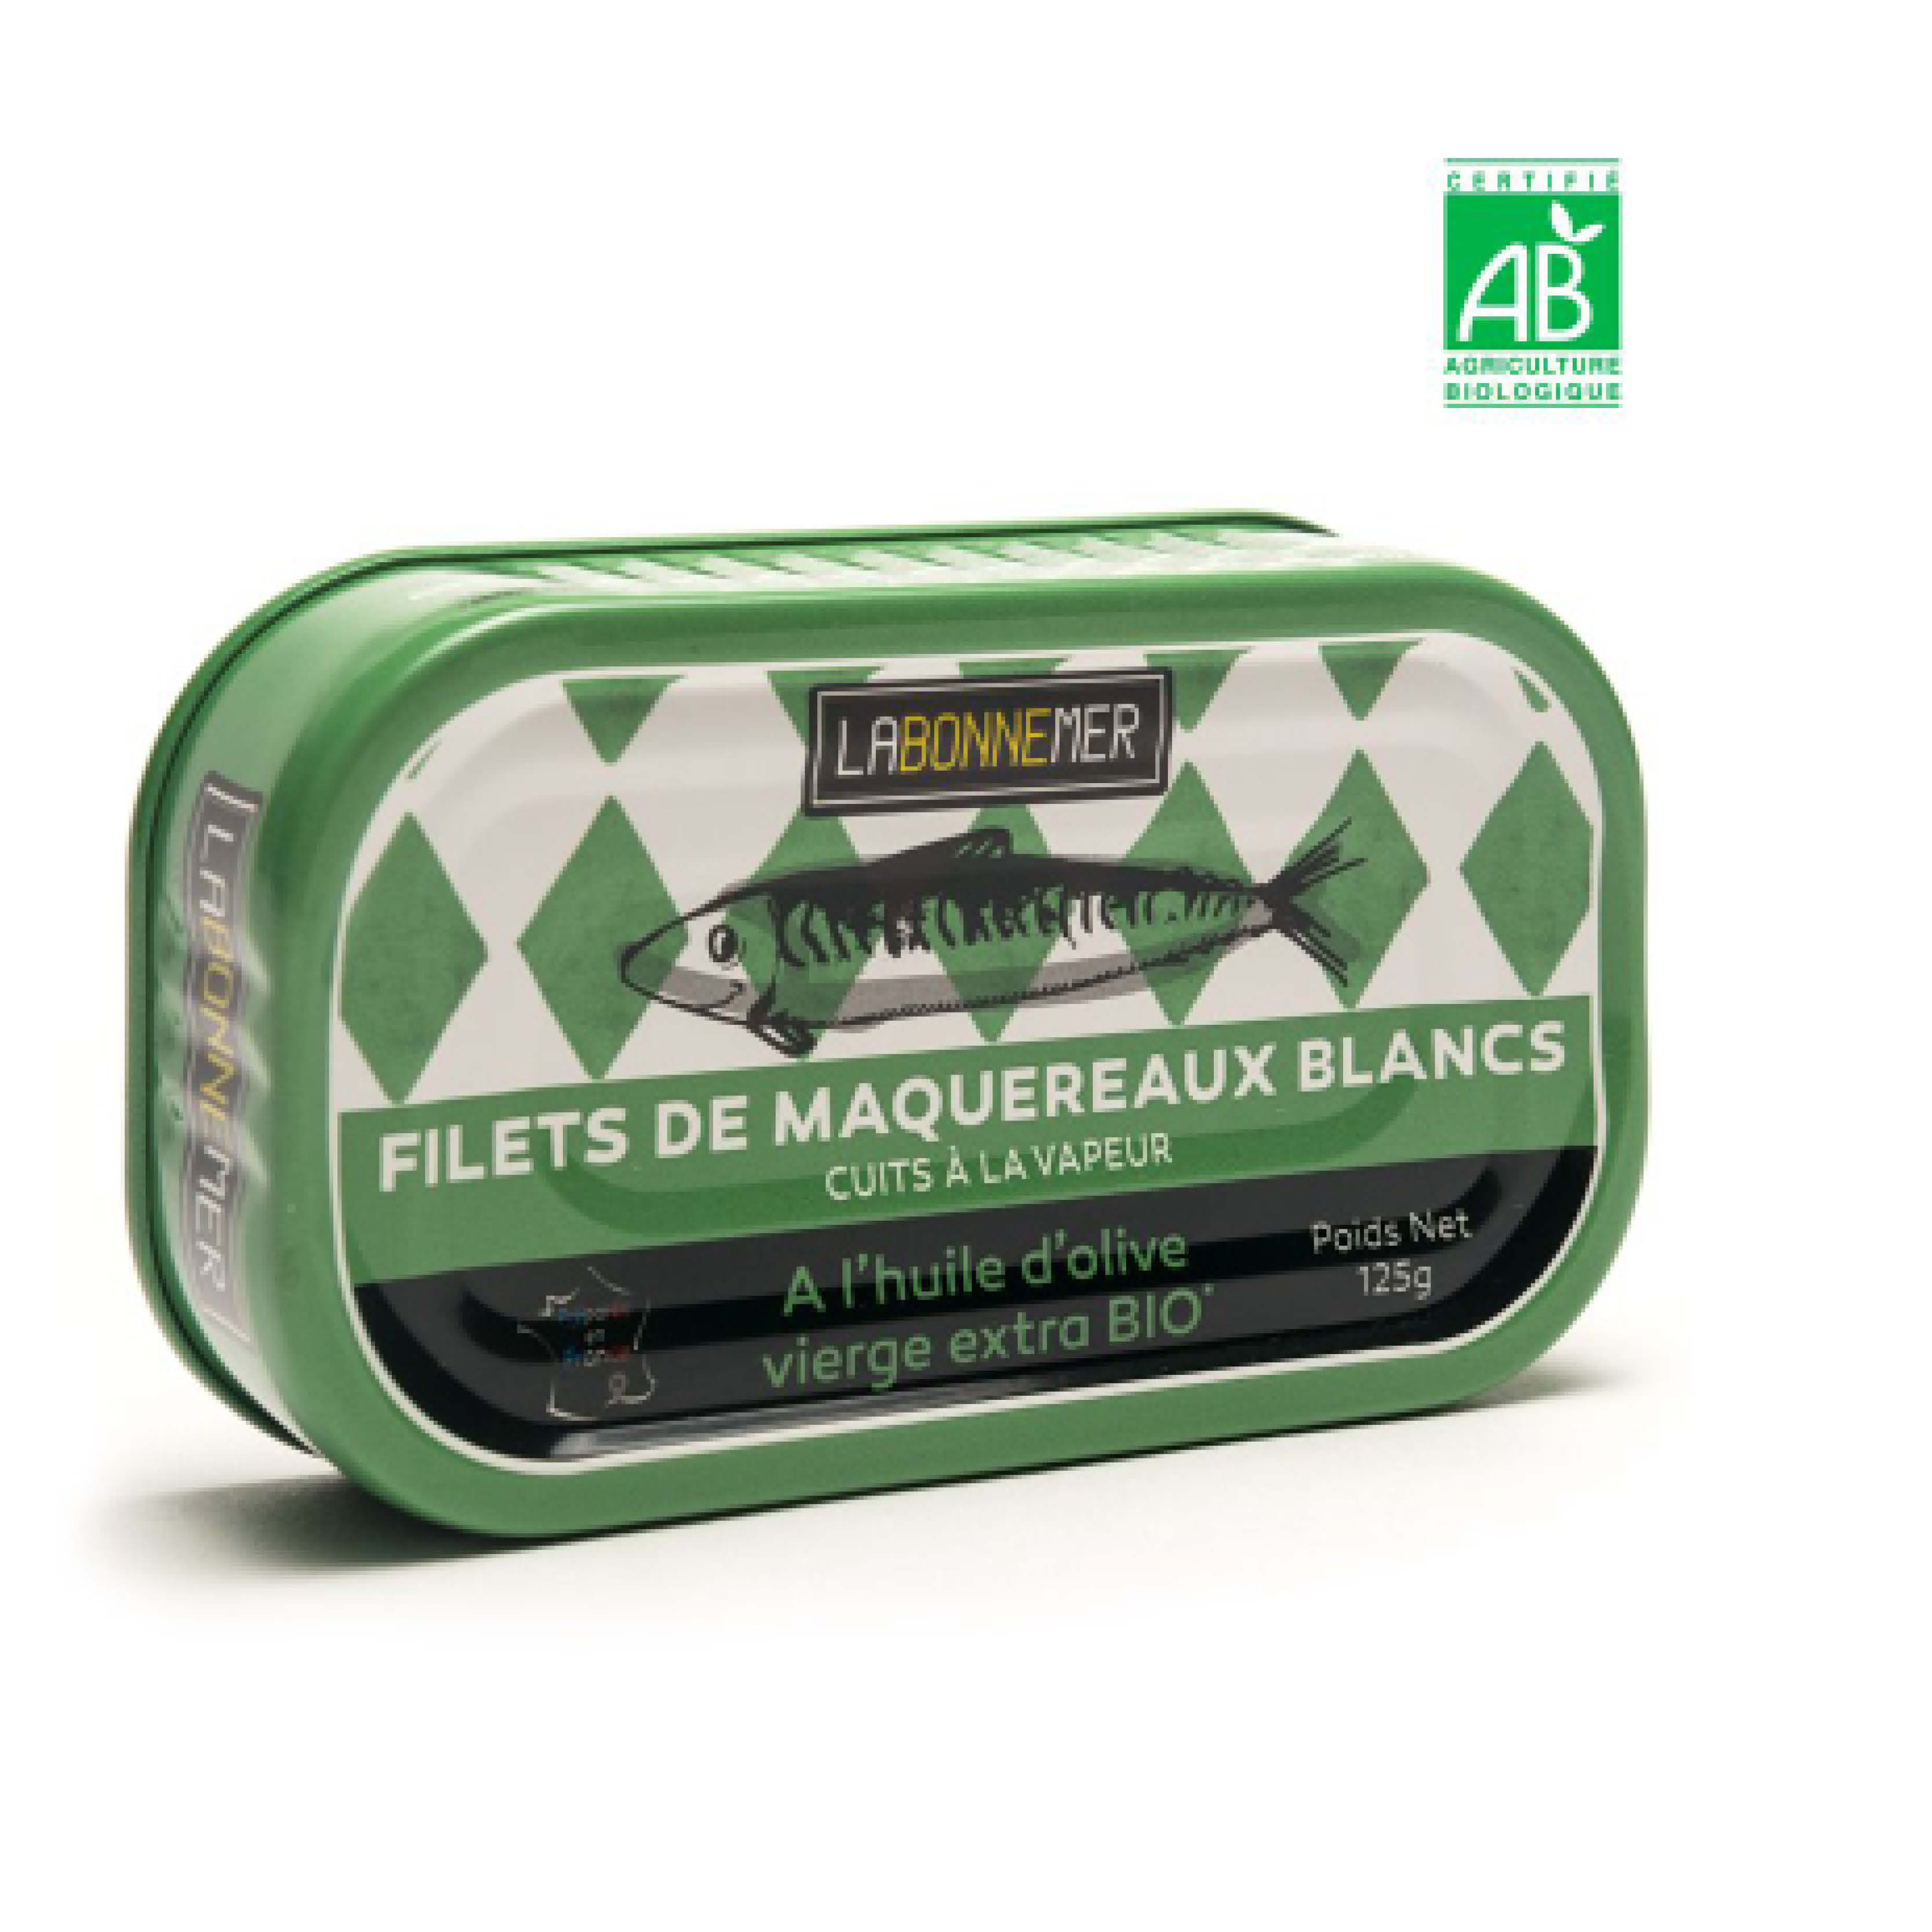 CERTIFIÉ
AB
AGRICULTURE
BIOLOGIQUE
LABONNEMER
LABONNEMER
FILETS DE MAQUEREAUX BLANCS
CUITS À LA VAPEUR
A l'huile d'olive
vierge extra BIO*
Poids Net
125g